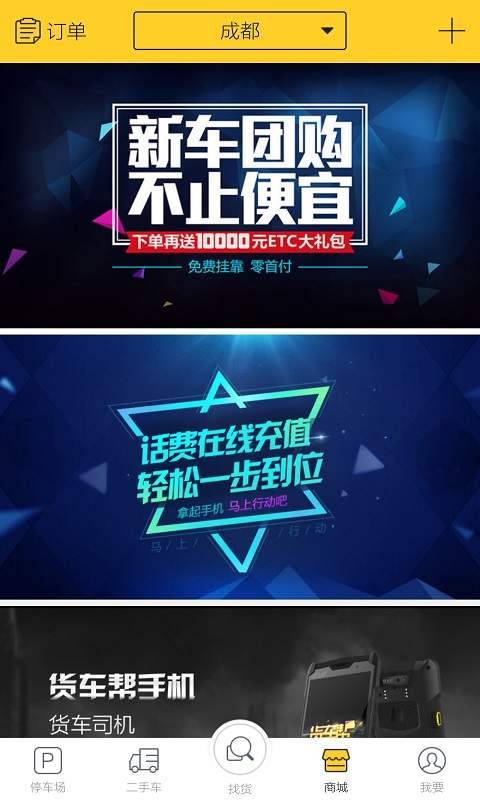 订单
成都
新车团购
不止便宜
下单再送10000元ETC大礼包
免费挂靠 零首付
话费在线充值
轻松一步到位
拿起手机 马上行动吧
马/上/行/动
货车帮手机
货车司机
P
停车场
二手车
找货
商城
我要